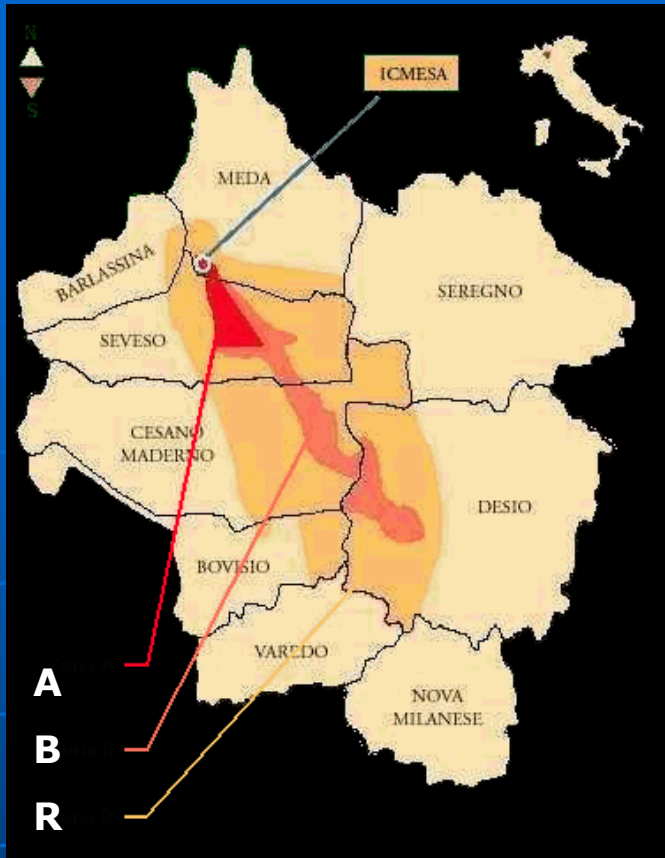 N
S
ICMESA
MEDA
BARLASSINA
SEREGNO
SEVESO
CESANO
MADERNO
DESIO
BOVISIO
VAREDO
NOVA
MILANESE
A
B
R